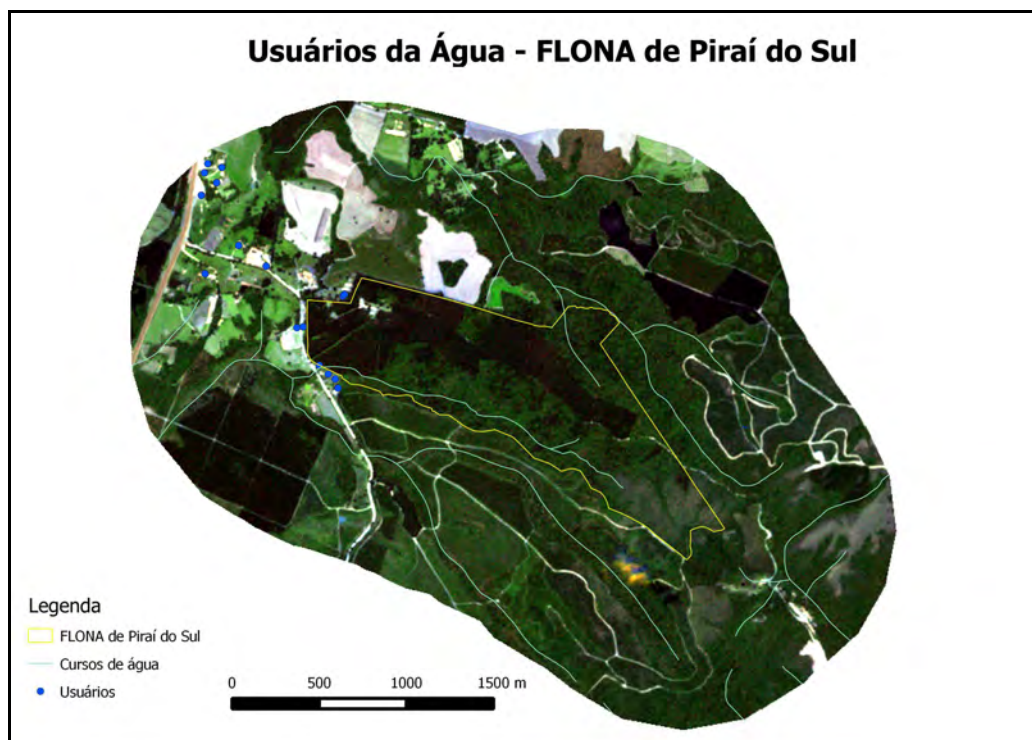 Usuários da Água - FLONA de Piraí do Sul
Legenda
FLONA de Piraí do Sul
Cursos de água
Usuários
0 500 1000 1500 m